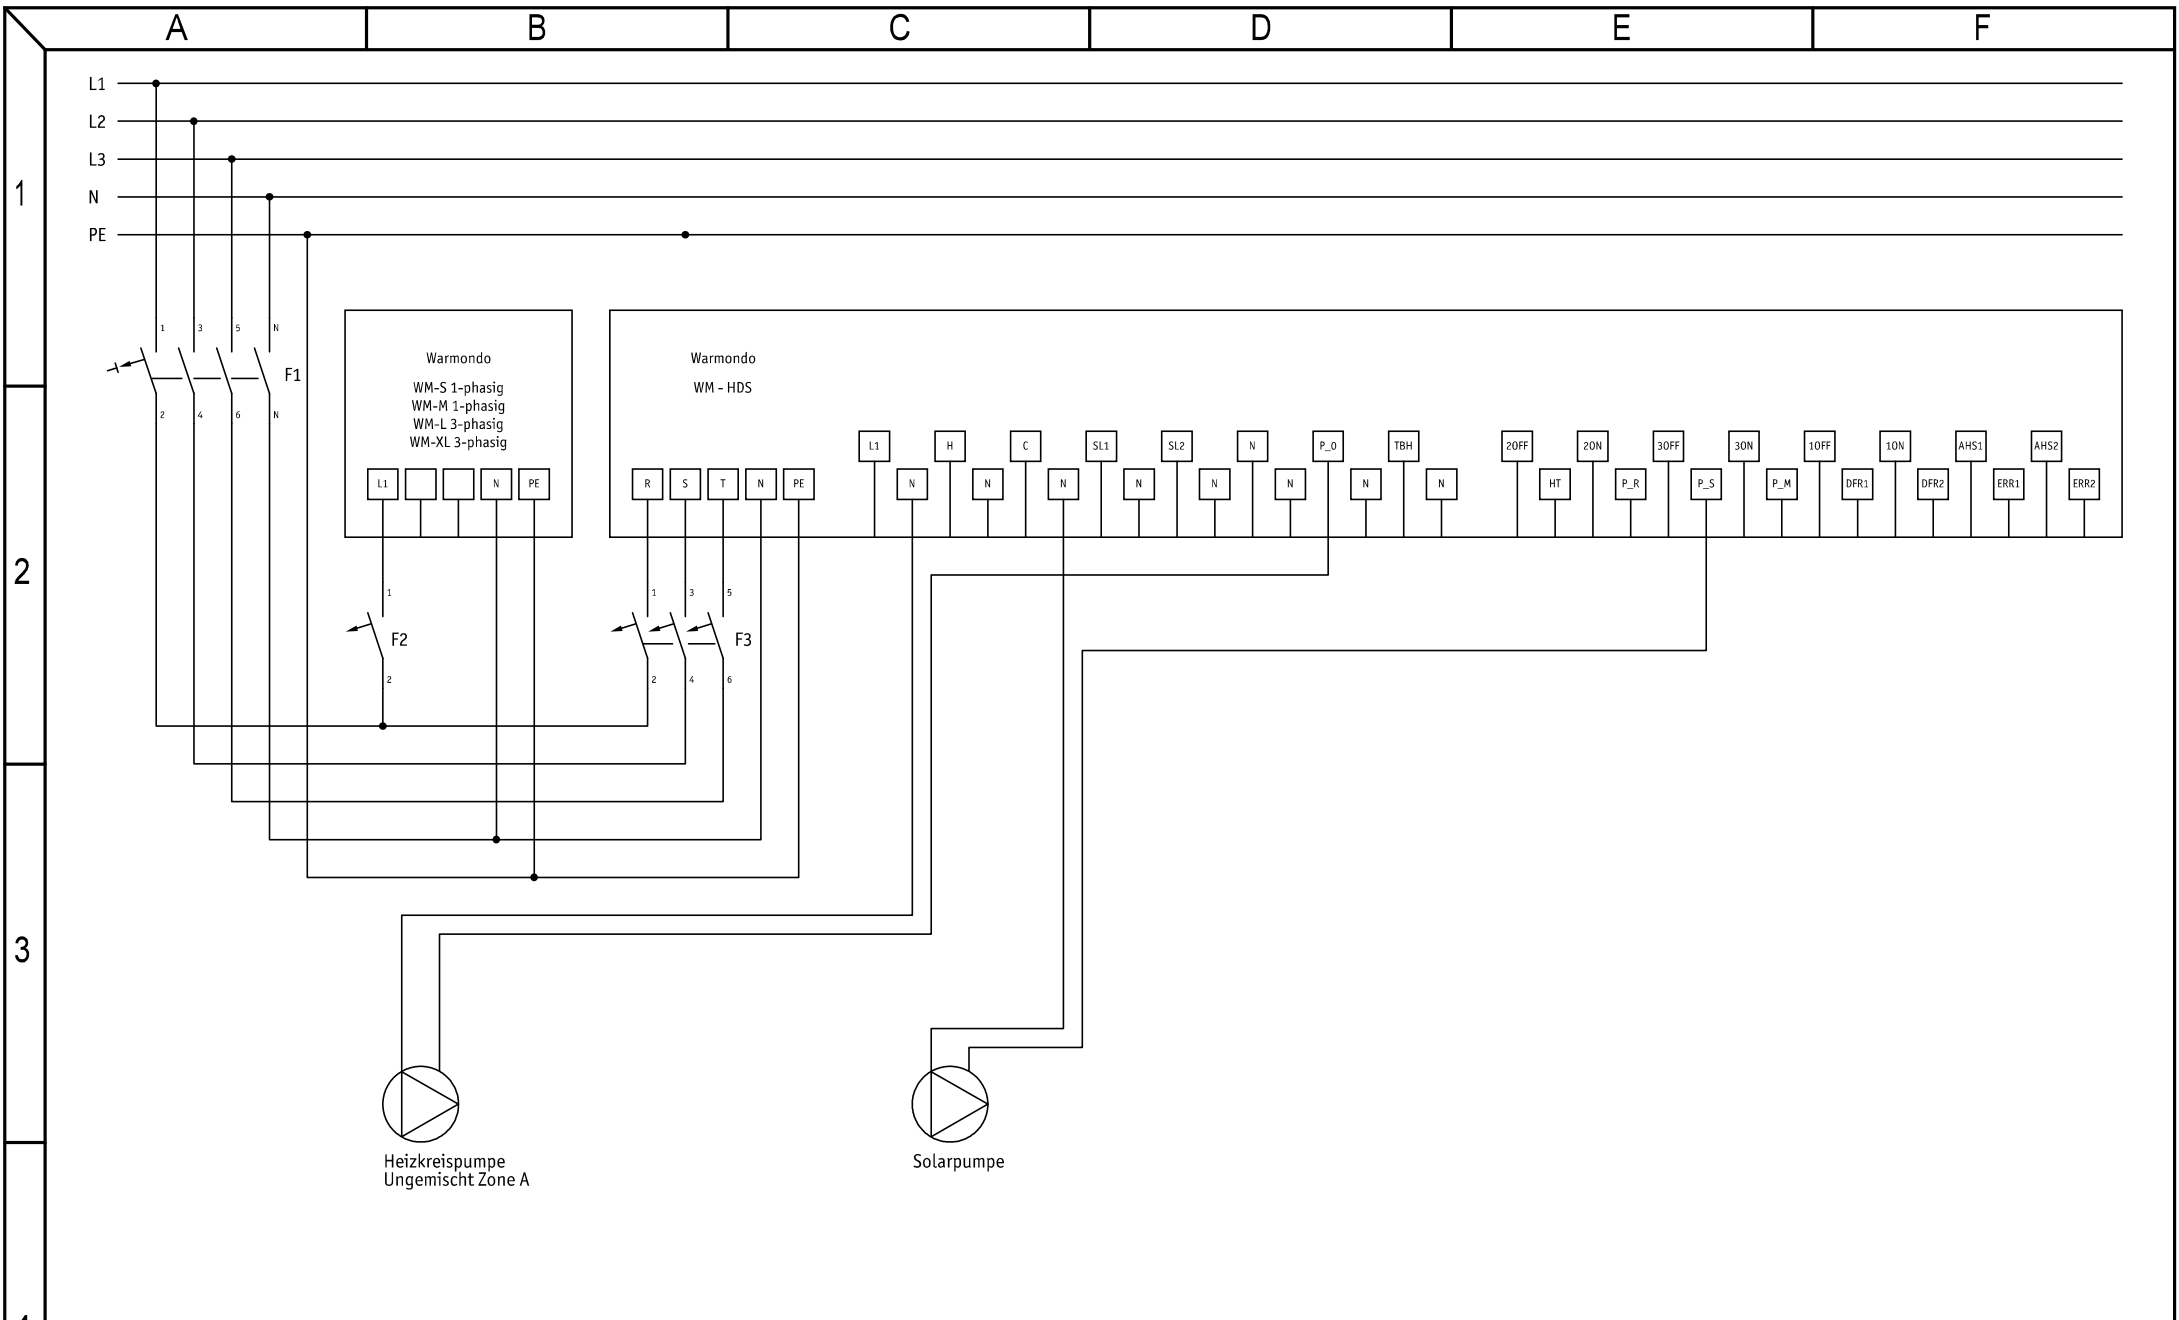 A B C D E F
L1
L2
L3
1
N
PE
1 3 5 N
F1
2 4 6 N
Warmondo
WM-S 1-phasig
WM-M 1-phasig
WM-L 3-phasig
WM-XL 3-phasig
L1 N PE
Warmondo
WM - HDS
L1 H C SL1 SL2 N P_O TBH 2OFF 2ON 3OFF 3ON 1OFF 1ON AHS1 AHS2
R S T N PE N N N N N N N N HT P_R P_S P_M DFR1 DFR2 ERR1 ERR2
2
1
F2
2
1 3 5
F3
2 4 6
3
Heizkreispumpe
Ungemischt Zone A
Solarpumpe